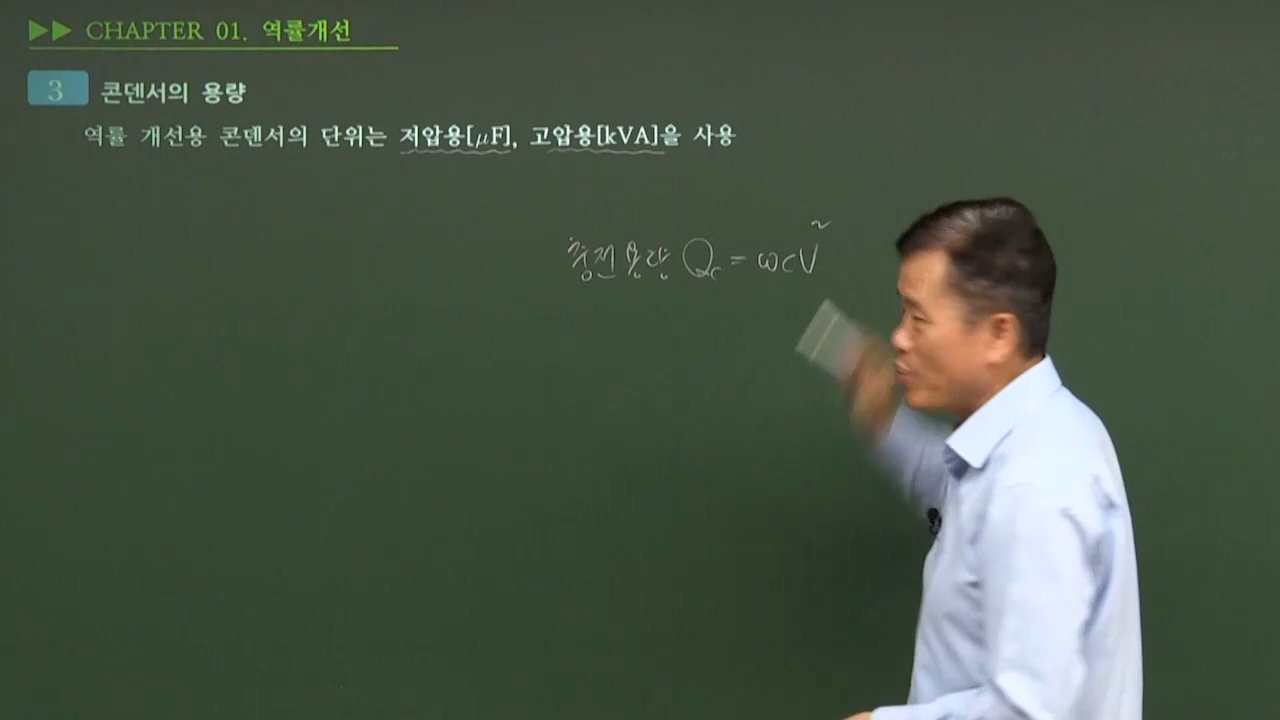 ▶▶ CHAPTER 01. 역률개선
3 콘덴서의 용량
역률 개선용 콘덴서의 단위는 저압용[μF], 고압용[kVA]을 사용
충전용량 Qc = ωCV²